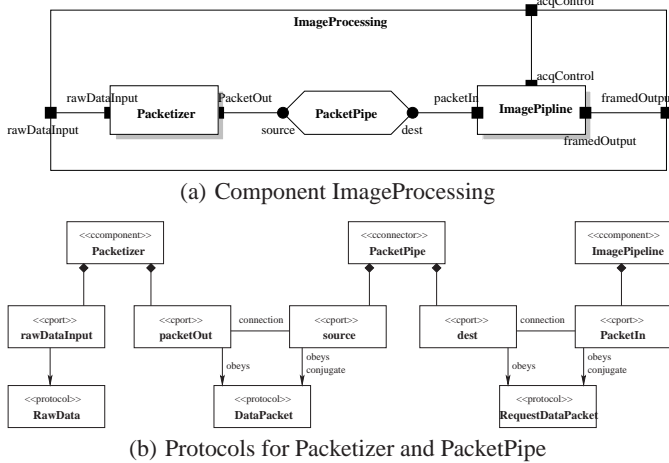 acqControl
ImageProcessing
acqControl
rawDataInput
PacketOut
packetIn
framedOutput
Packetizer
PacketPipe
ImagePipline
rawDataInput
source
dest
framedOutput
(a) Component ImageProcessing
<<ccomponent>>
Packetizer
<<cconnector>>
PacketPipe
<<ccomponent>>
ImagePipeline
<<cport>>
rawDataInput
<<cport>>
packetOut
connection
<<cport>>
source
<<cport>>
dest
connection
<<cport>>
PacketIn
obeys
obeys
conjugate
obeys
obeys
conjugate
<<protocol>>
RawData
<<protocol>>
DataPacket
<<protocol>>
RequestDataPacket
(b) Protocols for Packetizer and PacketPipe